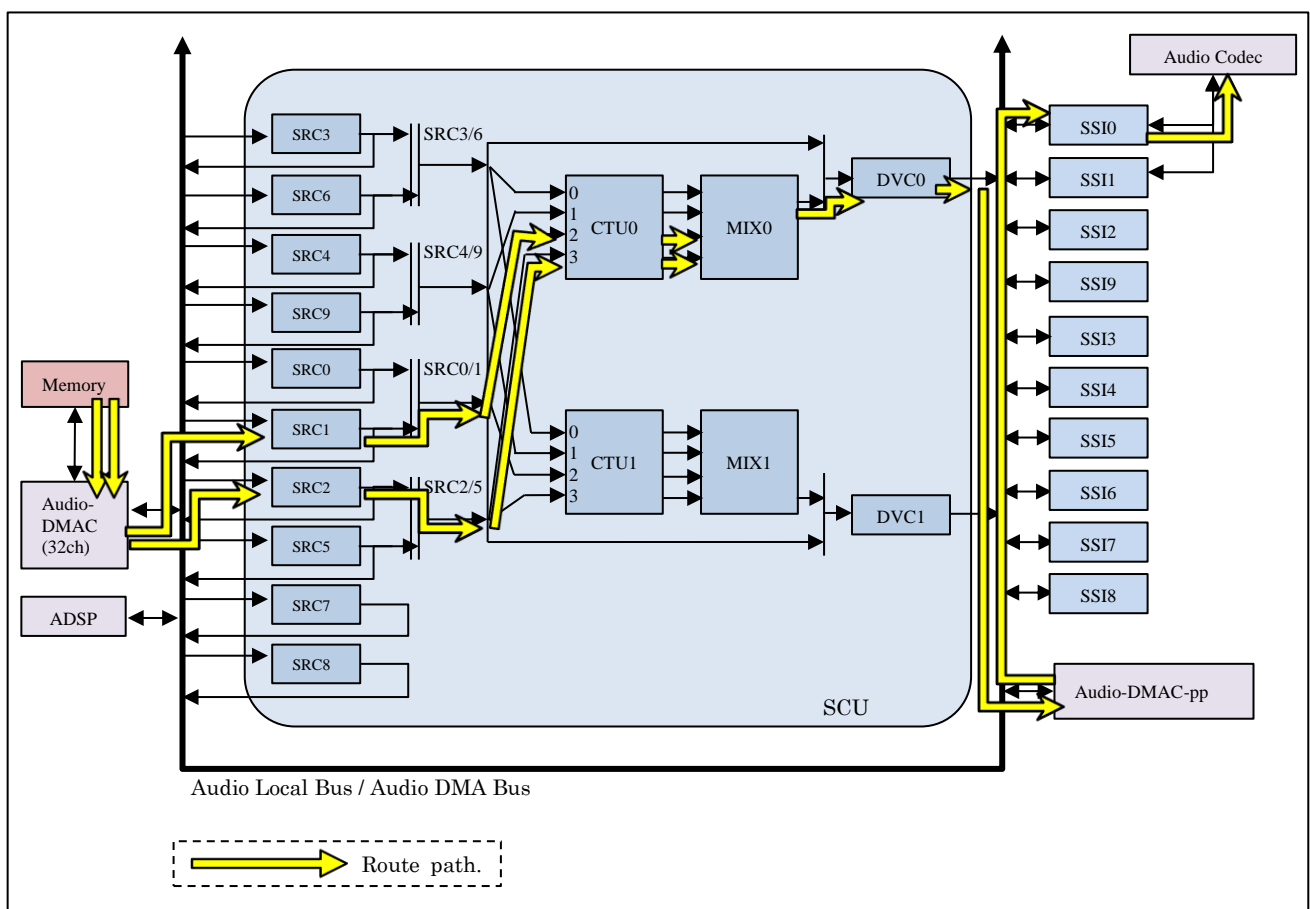 Audio Codec
SRC3
SRC3/6
SSI0
SRC6
DVC0
SSI1
0
1
2
3
CTU0
MIX0
SSI2
SRC4
SRC4/9
SSI9
SRC9
SSI3
SRC0
SRC0/1
Memory
SSI4
SRC1
0
1
2
3
CTU1
MIX1
SSI5
SRC2
SRC2/5
SSI6
Audio-
DMAC
(32ch)
DVC1
SRC5
SSI7
SRC7
SSI8
ADSP
SRC8
Audio-DMAC-pp
SCU
Audio Local Bus / Audio DMA Bus
Route path.